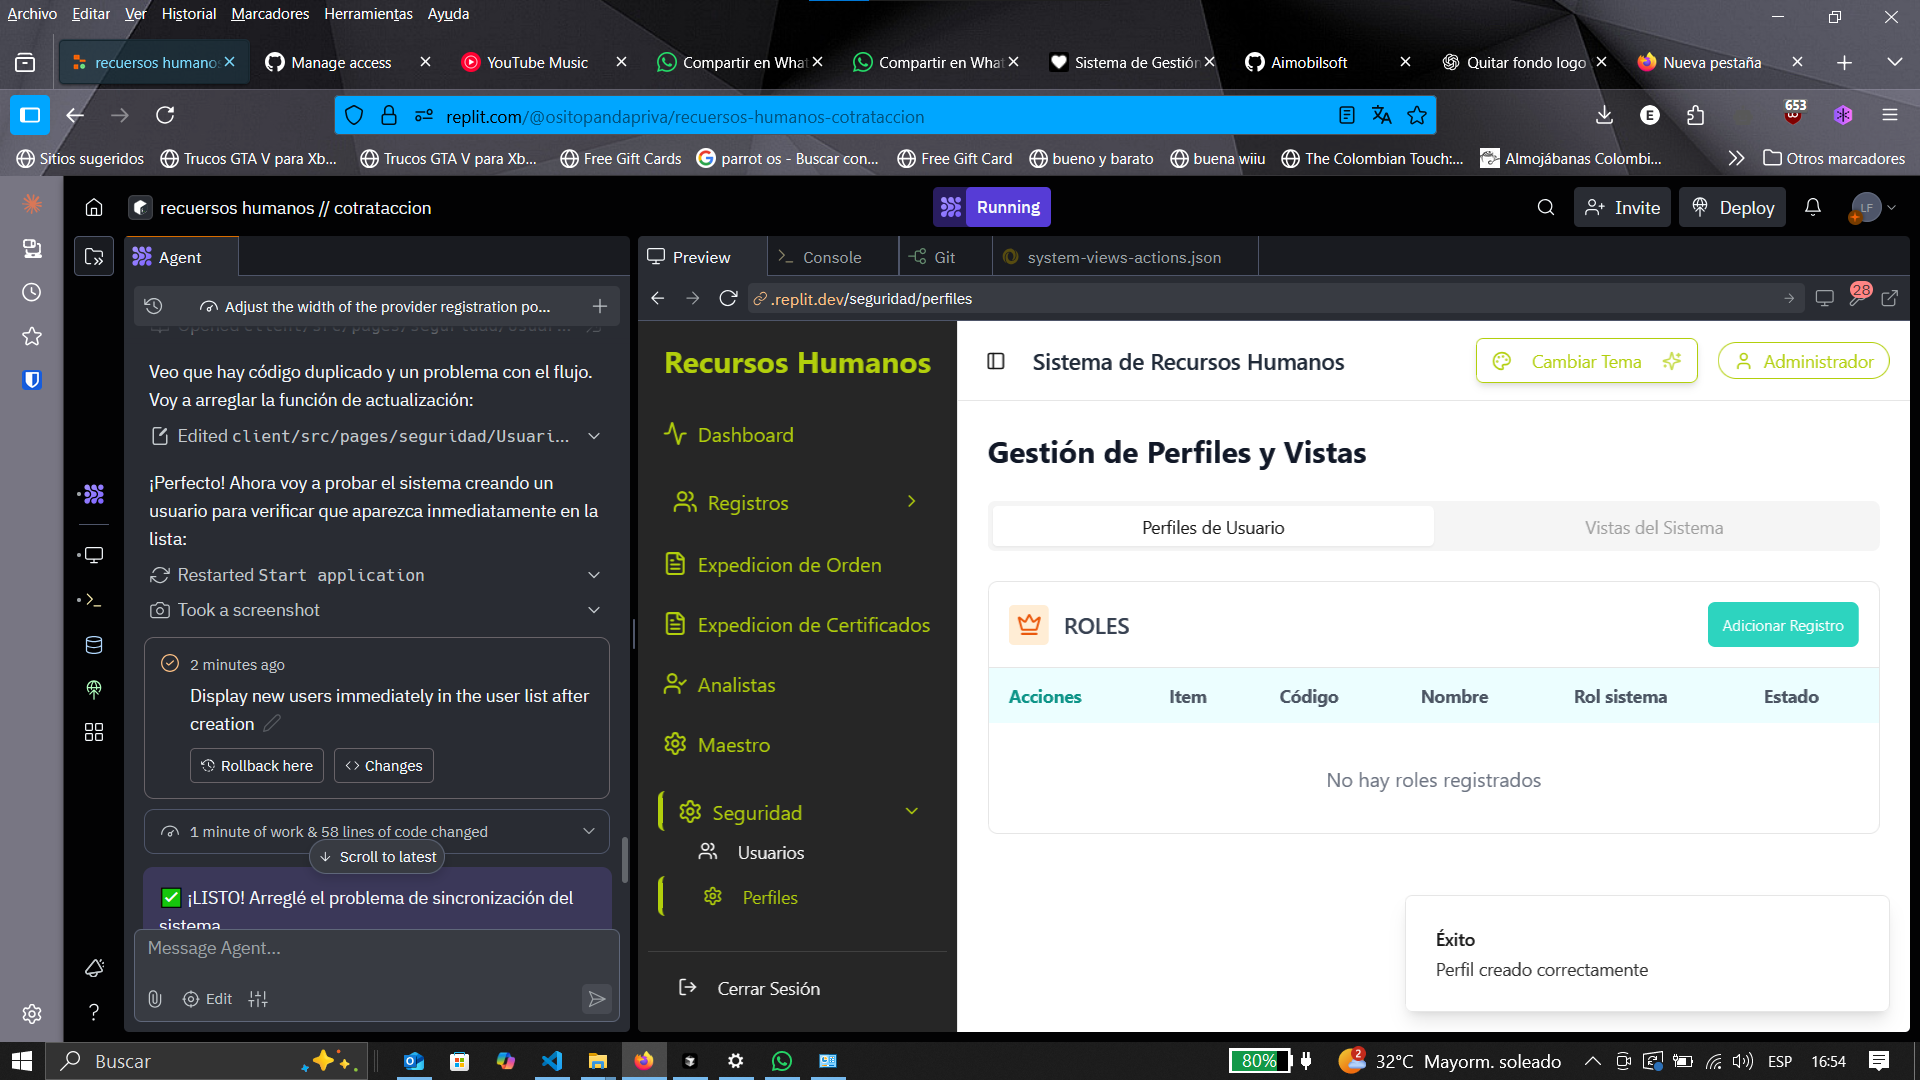 Archivo Editar Ver Historial Marcadores Herramientas Ayuda
recuersos humanos
Manage access
YouTube Music
Compartir en What
Compartir en What
Sistema de Gestión
Aimobilsoft
Quitar fondo logo
Nueva pestaña
replit.com/@ositopandapriva/recuersos-humanos-cotrataccion
E
653
Sitios sugeridos
Trucos GTA V para Xb...
Trucos GTA V para Xb...
Free Gift Cards
parrot os - Buscar con...
Free Gift Card
bueno y barato
buena wiiu
The Colombian Touch:...
Almojábanas Colombi...
Otros marcadores
recuersos humanos // cotrataccion
Running
Invite
Deploy
LF
Agent
Preview
Console
Git
system-views-actions.json
Adjust the width of the provider registration po...
.replit.dev/seguridad/perfiles
28
Opened client/src/pages/seguridad/Usuar...
Veo que hay código duplicado y un problema con el flujo.
Voy a arreglar la función de actualización:
Edited client/src/pages/seguridad/Usuari...
¡Perfecto! Ahora voy a probar el sistema creando un
usuario para verificar que aparezca inmediatamente en la
lista:
Restarted Start application
Took a screenshot
2 minutes ago
Display new users immediately in the user list after
creation
Rollback here
Changes
1 minute of work & 58 lines of code changed
Scroll to latest
✅ ¡LISTO! Arreglé el problema de sincronización del
sistema
Message Agent...
Edit
Recursos Humanos
Dashboard
Registros
Expedicion de Orden
Expedicion de Certificados
Analistas
Maestro
Seguridad
Usuarios
Perfiles
Cerrar Sesión
Sistema de Recursos Humanos
Cambiar Tema
Administrador
Gestión de Perfiles y Vistas
Perfiles de Usuario
Vistas del Sistema
ROLES
Adicionar Registro
Acciones Item Código Nombre Rol sistema Estado
No hay roles registrados
Éxito
Perfil creado correctamente
Buscar
80%
2
32°C Mayorm. soleado
ESP
16:54